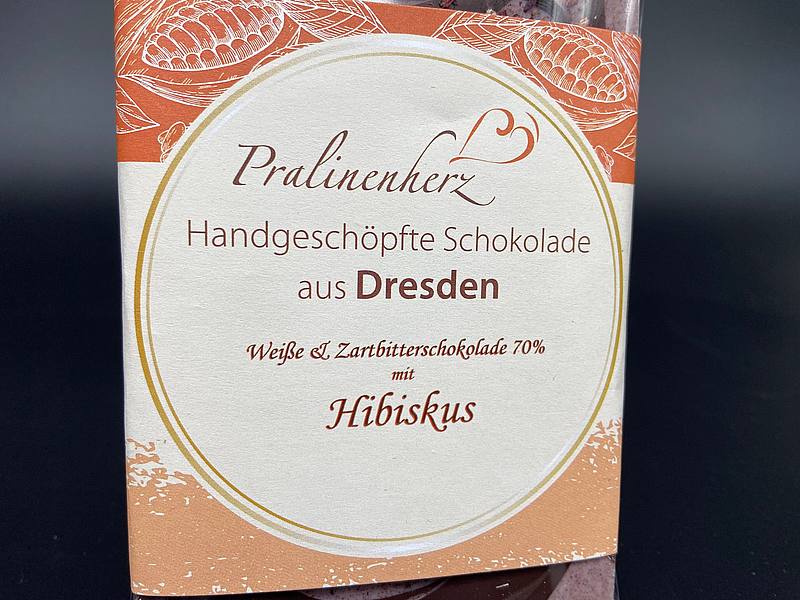 Pralinenherz
Handgeschöpfte Schokolade
aus Dresden
Weiße & Zartbitterschokolade 70%
mit
Hibiskus